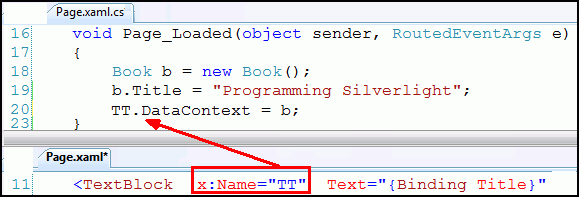 Page.xaml.cs
16 void Page_Loaded(object sender, RoutedEventArgs e)
17 {
18 Book b = new Book();
19 b.Title = "Programming Silverlight";
20 TT.DataContext = b;
23 }
Page.xaml*
11 <TextBlock x:Name="TT" Text="{Binding Title}"